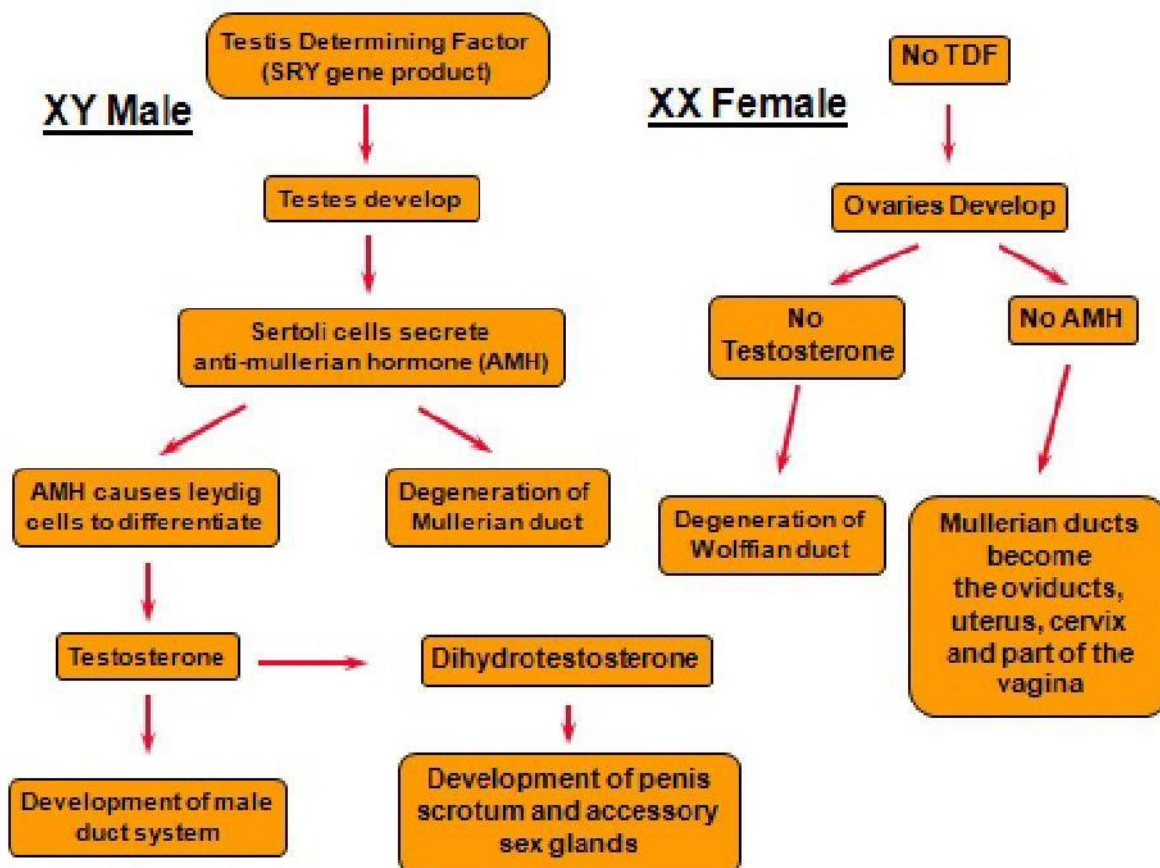 Testis Determining Factor
(SRY gene product)
XY Male
Testes develop
Sertoli cells secrete
anti-mullerian hormone (AMH)
AMH causes leydig
cells to differentiate
Degeneration of
Mullerian duct
Testosterone
Dihydrotestosterone
Development of male
duct system
Development of penis
scrotum and accessory
sex glands
No TDF
XX Female
Ovaries Develop
No
Testosterone
No AMH
Degeneration of
Wolffian duct
Mullerian ducts
become
the oviducts,
uterus, cervix
and part of the
vagina